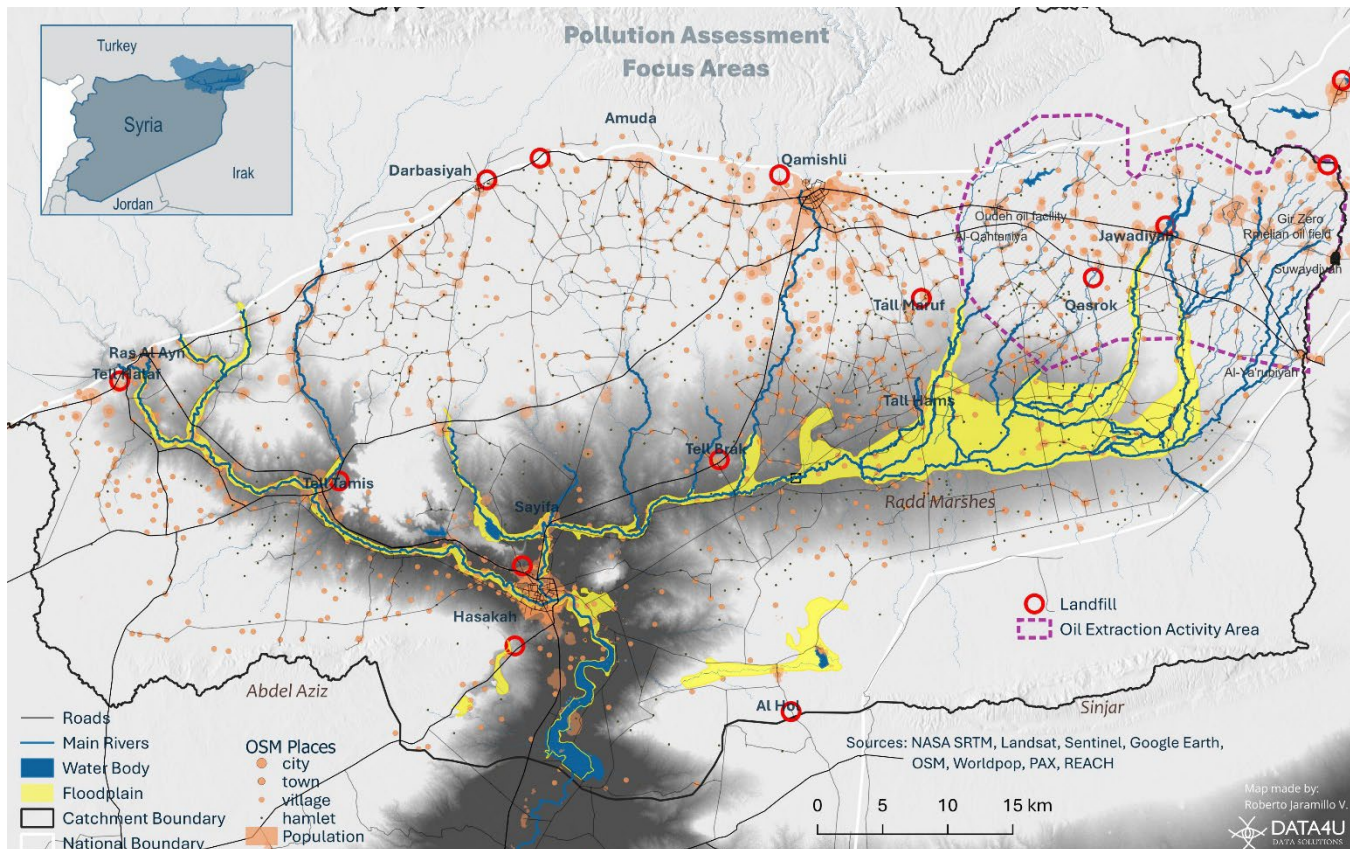 Pollution Assessment
Focus Areas
Turkey
Syria
Irak
Jordan
Amuda
Darbasiyah
Qamishli
Oudeh oil facility
Al-Qahtaniya
Jawadiyah
Gir Zero
Rmelian oil field
Suwaydiyah
Tall Maruf
Qasrok
Ras Al Ayn
Tell Halaf
Al-Ya'rubiyah
Tall Hams
Tell Brak
Tell Tamis
Sayifa
Radd Marshes
Hasakah
Landfill
Oil Extraction Activity Area
Abdel Aziz
Al Hol
Sinjar
Roads
Main Rivers
Water Body
Floodplain
Catchment Boundary
National Boundary
OSM Places
city
town
village
hamlet
Population
Sources: NASA SRTM, Landsat, Sentinel, Google Earth,
OSM, Worldpop, PAX, REACH
0 5 10 15 km
Map made by:
Roberto Jaramillo V.
DATA4U
DATA SOLUTIONS